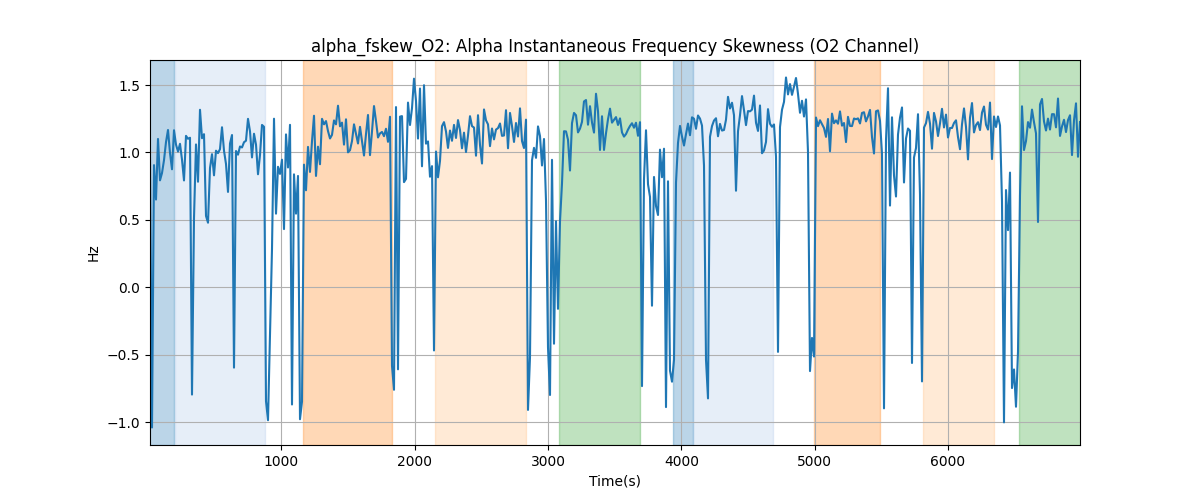 alpha_fskew_O2: Alpha Instantaneous Frequency Skewness (O2 Channel)
1.5
1.0
0.5
0.0
−0.5
−1.0
Hz
1000 2000 3000 4000 5000 6000
Time(s)